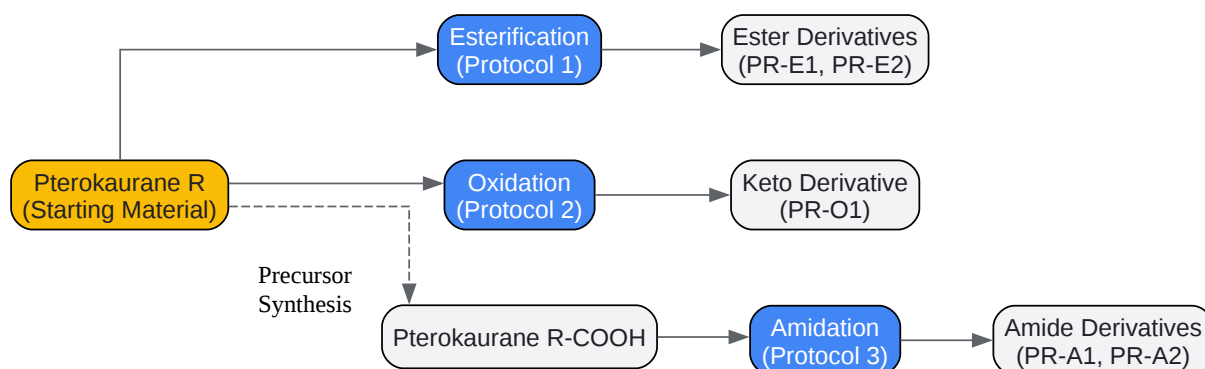 Esterification
(Protocol 1)
Ester Derivatives
(PR-E1, PR-E2)
Pterokaurane R
(Starting Material)
Oxidation
(Protocol 2)
Keto Derivative
(PR-O1)
Precursor
Synthesis
Pterokaurane R-COOH
Amidation
(Protocol 3)
Amide Derivatives
(PR-A1, PR-A2)